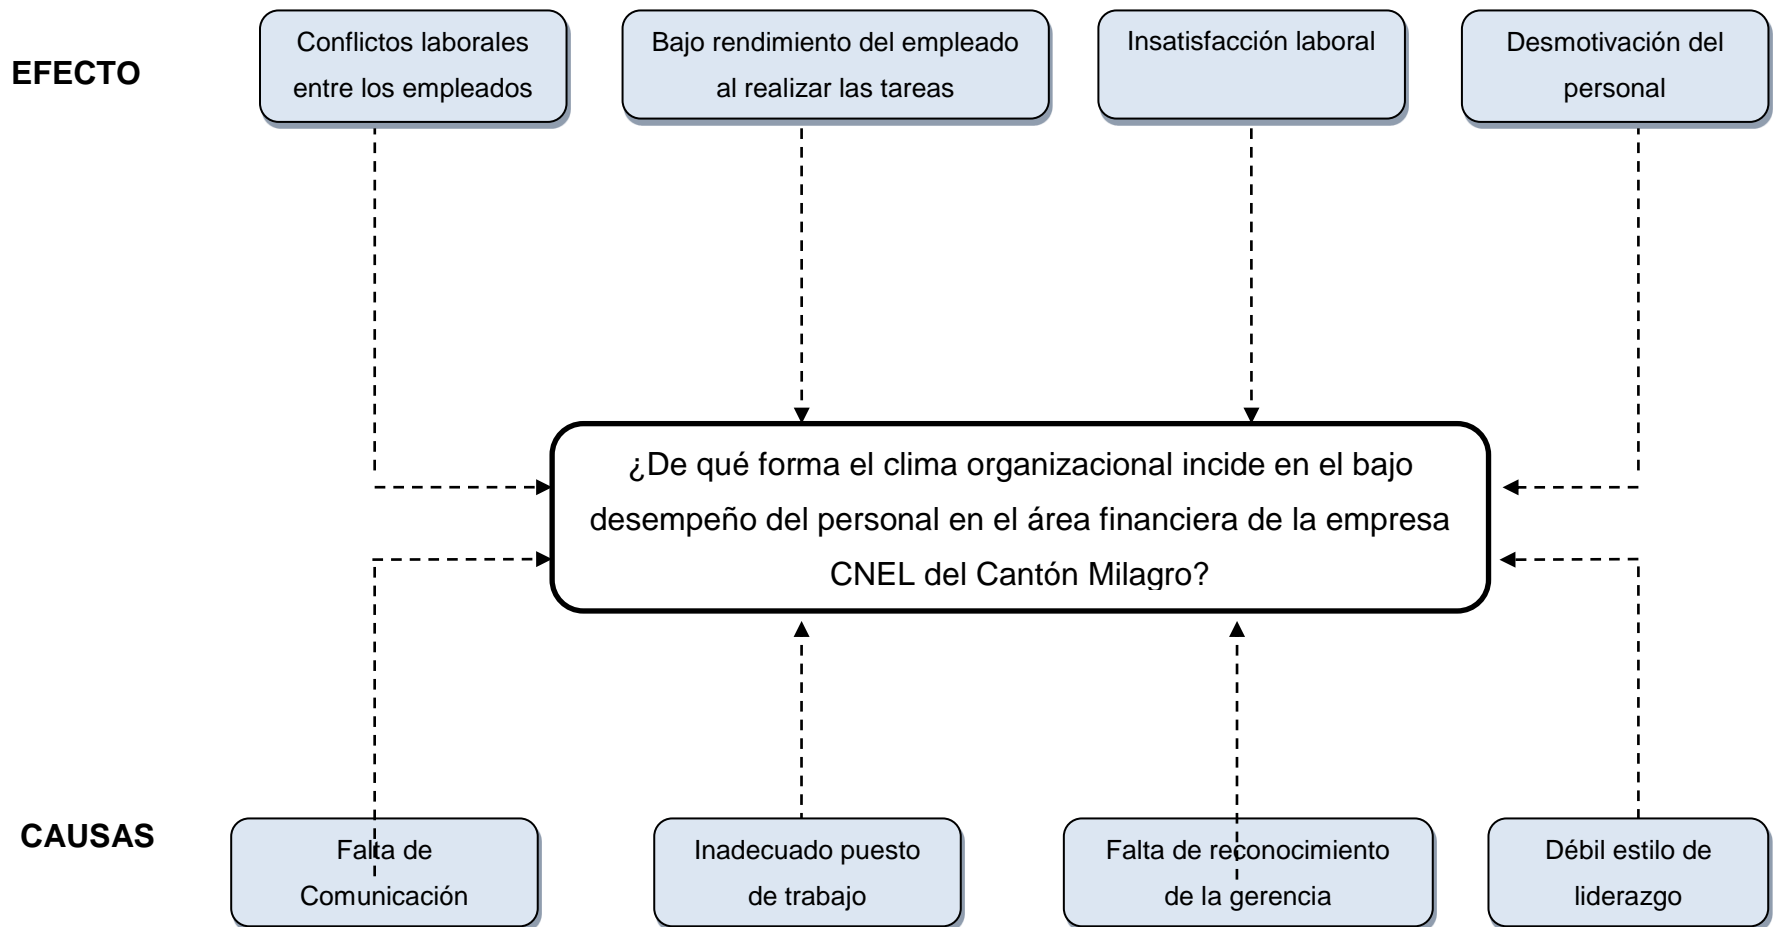 EFECTO
Conflictos laborales
entre los empleados
Bajo rendimiento del empleado
al realizar las tareas
Insatisfacción laboral
Desmotivación del
personal
¿De qué forma el clima organizacional incide en el bajo
desempeño del personal en el área financiera de la empresa
CNEL del Cantón Milagro?
CAUSAS
Falta de
Comunicación
Inadecuado puesto
de trabajo
Falta de reconocimiento
de la gerencia
Débil estilo de
liderazgo